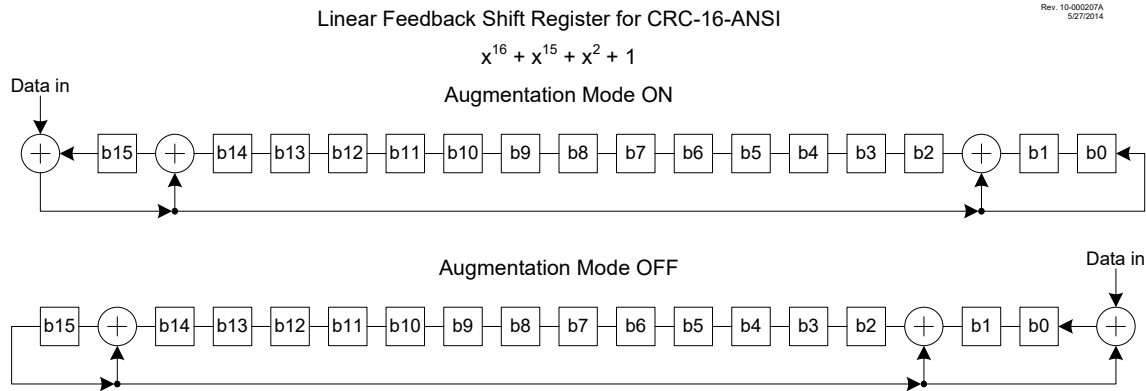 Rev. 10-000207A
5/27/2014
Linear Feedback Shift Register for CRC-16-ANSI
x¹⁶ + x¹⁵ + x² + 1
Augmentation Mode ON
Data in
+ b15 + b14 b13 b12 b11 b10 b9 b8 b7 b6 b5 b4 b3 b2 + b1 b0
Augmentation Mode OFF
Data in
b15 + b14 b13 b12 b11 b10 b9 b8 b7 b6 b5 b4 b3 b2 + b1 b0 +